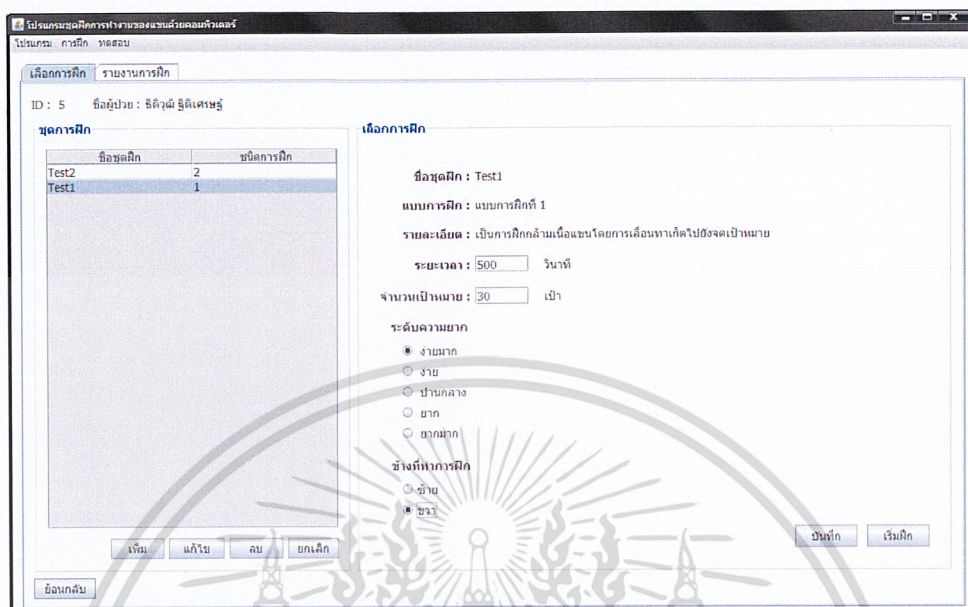 โปรแกรมชุดฝึกการทำงานของแขนด้วยคอมพิวเตอร์
โปรแกรม การฝึก ทดสอบ
เลือกการฝึก รายงานการฝึก
ID : 5 ชื่อผู้ป่วย : ธิติวุฒิ ฐิติเศรษฐ์
ชุดการฝึก
ชื่อชุดฝึก ชนิดการฝึก
Test2 2
Test1 1
เพิ่ม แก้ไข ลบ ยกเลิก
เลือกการฝึก
ชื่อชุดฝึก : Test1
แบบการฝึก : แบบการฝึกที่ 1
รายละเอียด : เป็นการฝึกกล้ามเนื้อแขนโดยการเลื่อนทาเก็ตไปยังจุดเป้าหมาย
ระยะเวลา : 500 วินาที
จำนวนเป้าหมาย : 30 เป้า
ระดับความยาก
ง่ายมาก
ง่าย
ปานกลาง
ยาก
ยากมาก
ข้างที่ทำการฝึก
ซ้าย
ขวา
บันทึก เริ่มฝึก
ย้อนกลับ